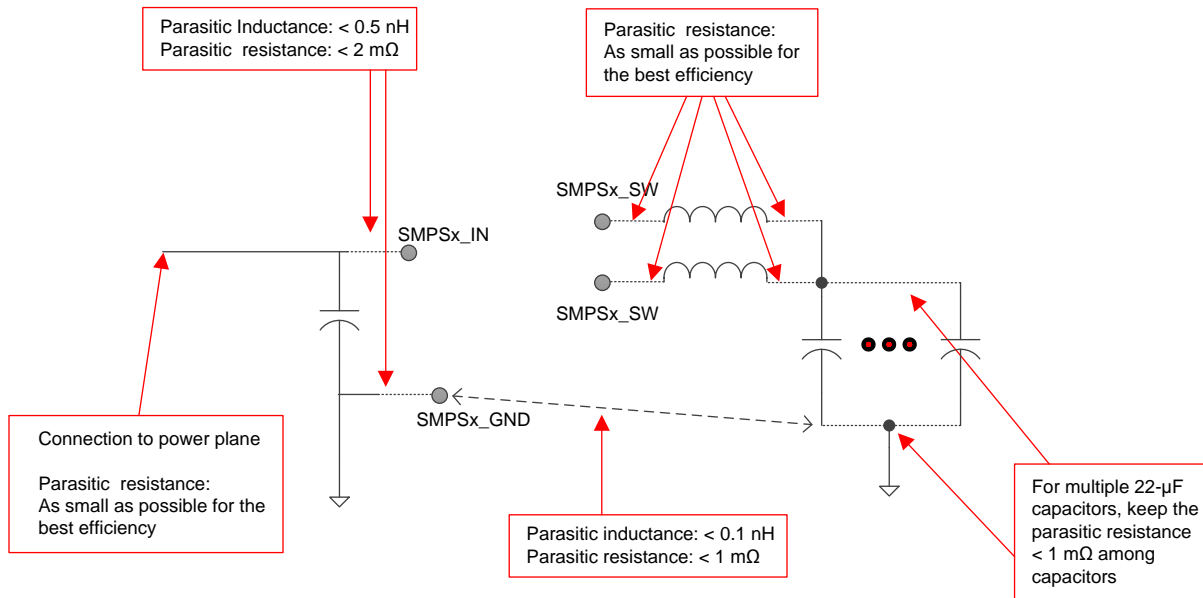 Parasitic Inductance: < 0.5 nH
Parasitic resistance: < 2 mΩ
Parasitic resistance:
As small as possible for
the best efficiency
SMPSx_SW
SMPSx_IN
SMPSx_SW
SMPSx_GND
Connection to power plane
Parasitic resistance:
As small as possible for the
best efficiency
Parasitic inductance: < 0.1 nH
Parasitic resistance: < 1 mΩ
For multiple 22-µF
capacitors, keep the
parasitic resistance
< 1 mΩ among
capacitors